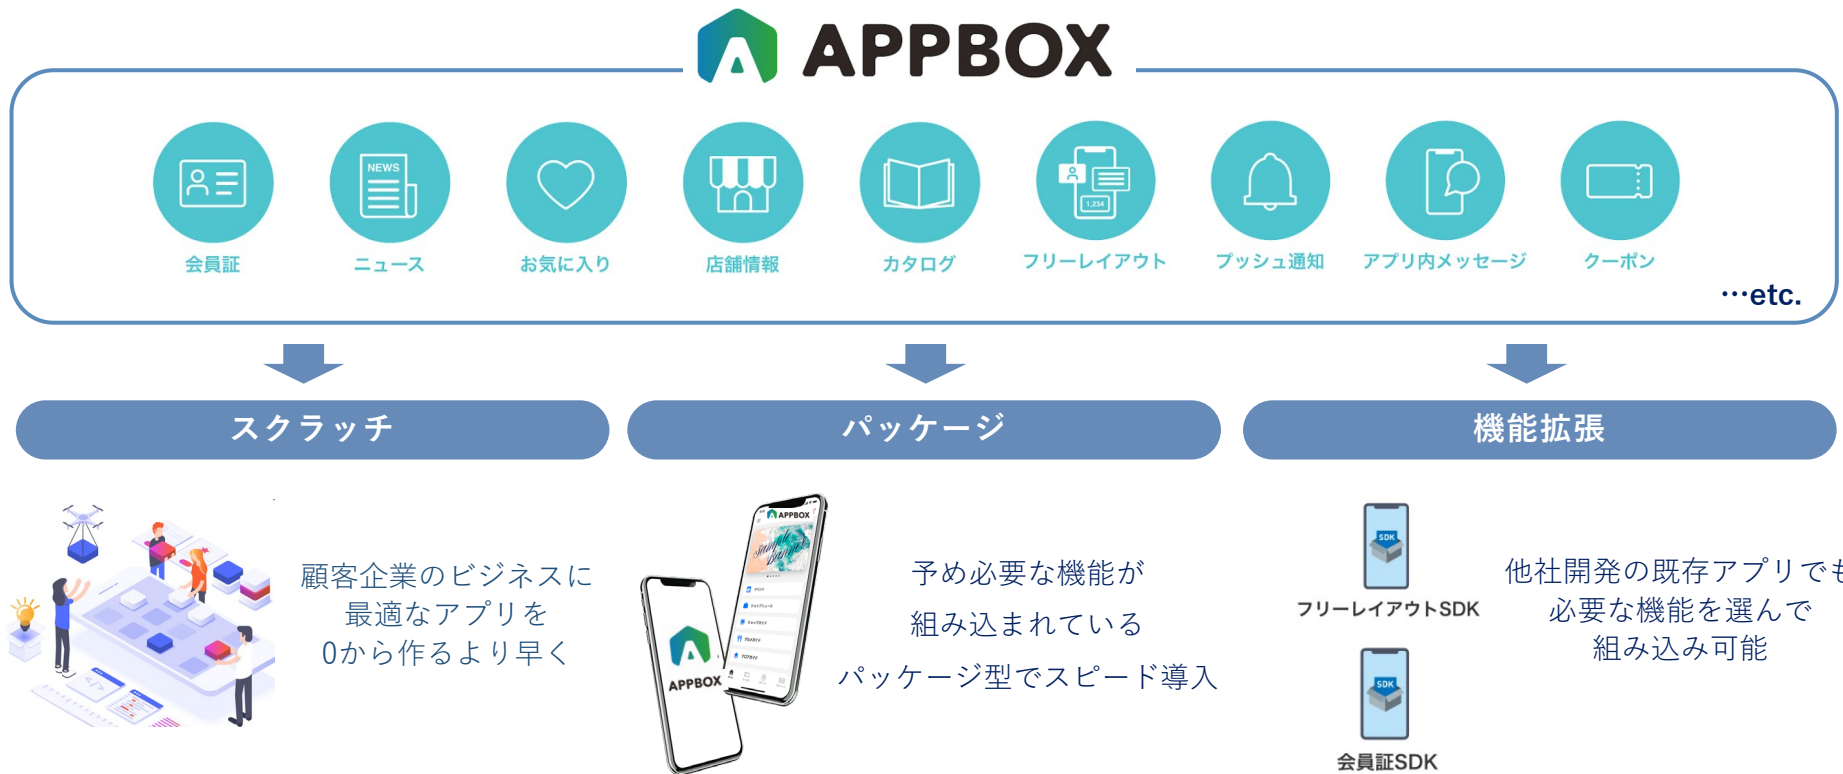 APPBOX
NEWS
1,234
会員証
ニュース
お気に入り
店舗情報
カタログ
フリーレイアウト
プッシュ通知
アプリ内メッセージ
クーポン
…etc.
スクラッチ
パッケージ
機能拡張
顧客企業のビジネスに
最適なアプリを
0から作るより早く
APPBOX
sample
banner
APPBOX
予め必要な機能が
組み込まれている
パッケージ型でスピード導入
SDK
フリーレイアウトSDK
SDK
会員証SDK
他社開発の既存アプリでも
必要な機能を選んで
組み込み可能